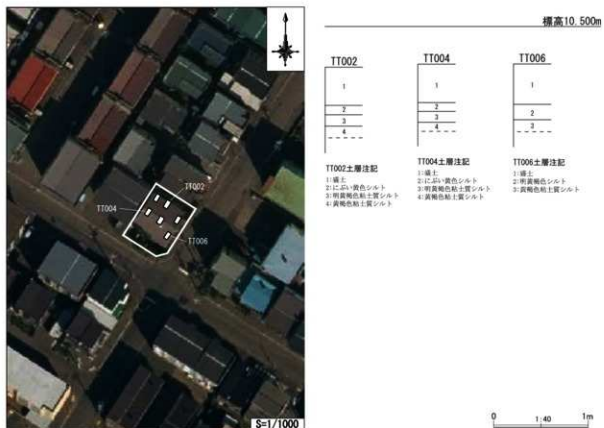 標高10.500m
TT002
TT004
TT006
1
2
3
4
1
2
3
4
1
2
3
TT002土層注記
1:盛土
2:にぶい黄色シルト
3:明黄褐色粘土質シルト
4:黄褐色粘土質シルト
TT004土層注記
1:盛土
2:にぶい黄色シルト
3:明黄褐色粘土質シルト
4:黄褐色粘土質シルト
TT006土層注記
1:盛土
2:明黄褐色シルト
3:黄褐色粘土質シルト
TT002
TT004
TT006
S=1/1000
0 1:40 1m